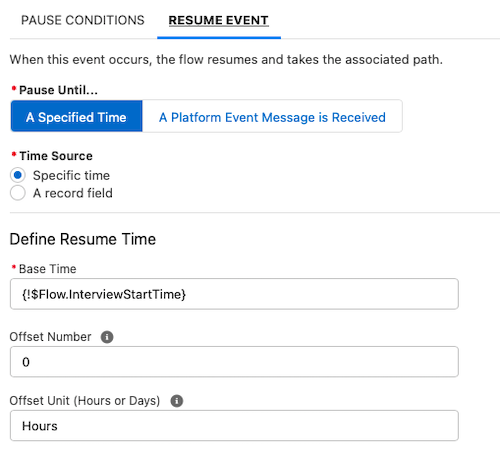 PAUSE CONDITIONS RESUME EVENT
When this event occurs, the flow resumes and takes the associated path.
* Pause Until...
A Specified Time A Platform Event Message is Received
* Time Source
Specific time
A record field
Define Resume Time
* Base Time
{!$Flow.InterviewStartTime}
Offset Number
0
Offset Unit (Hours or Days)
Hours